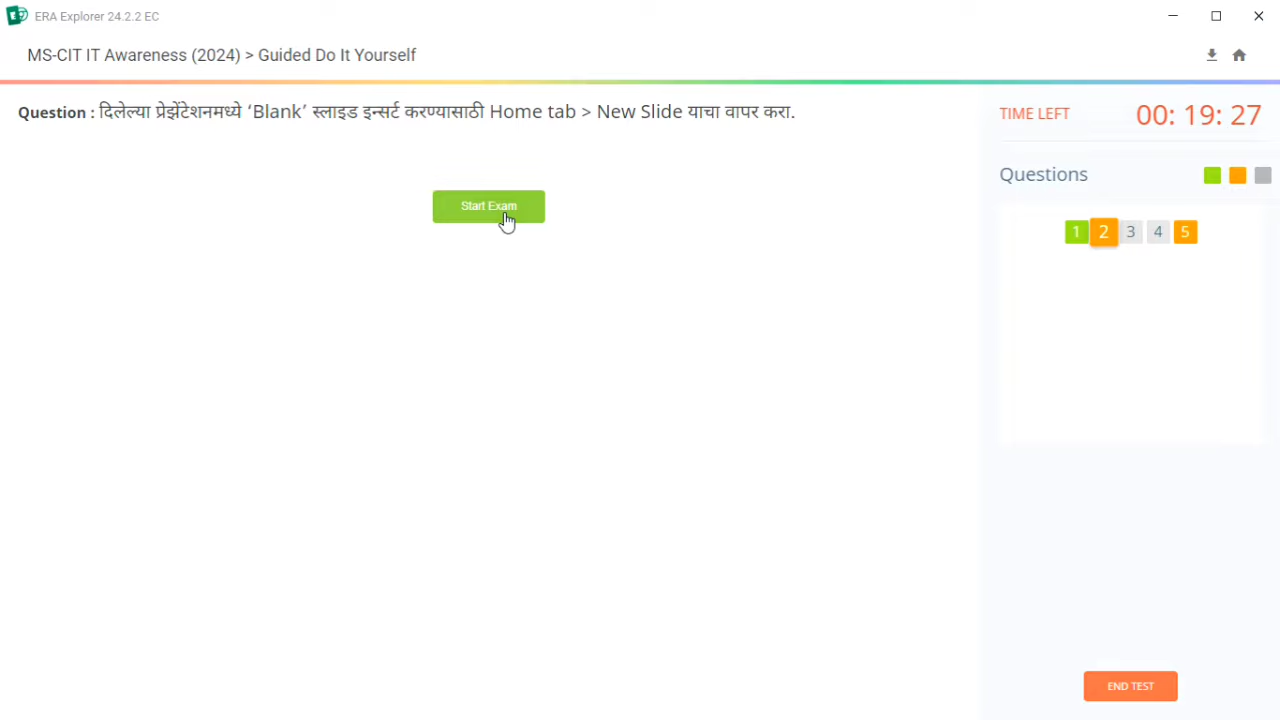 ERA Explorer 24.2.2 EC
MS-CIT IT Awareness (2024) > Guided Do It Yourself
Question : दिलेल्या प्रेझेंटेशनमध्ये ‘Blank’ स्लाइड इन्सर्ट करण्यासाठी Home tab > New Slide याचा वापर करा.
TIME LEFT 00: 19: 27
Start Exam
Questions
1 2 3 4 5
END TEST